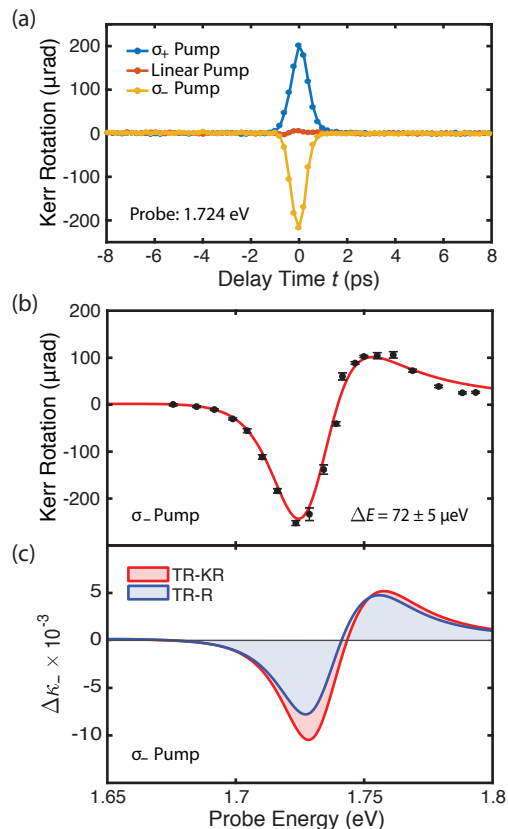 (a)
200
100
0
-100
-200
Kerr Rotation (μrad)
σ+ Pump
Linear Pump
σ− Pump
Probe: 1.724 eV
-8 -6 -4 -2 0 2 4 6 8
Delay Time t (ps)
(b)
200
100
0
-100
-200
Kerr Rotation (μrad)
σ− Pump
ΔE = 72 ± 5 μeV
(c)
TR-KR
TR-R
5
0
-5
-10
Δκ− × 10-3
σ− Pump
1.65 1.7 1.75 1.8
Probe Energy (eV)